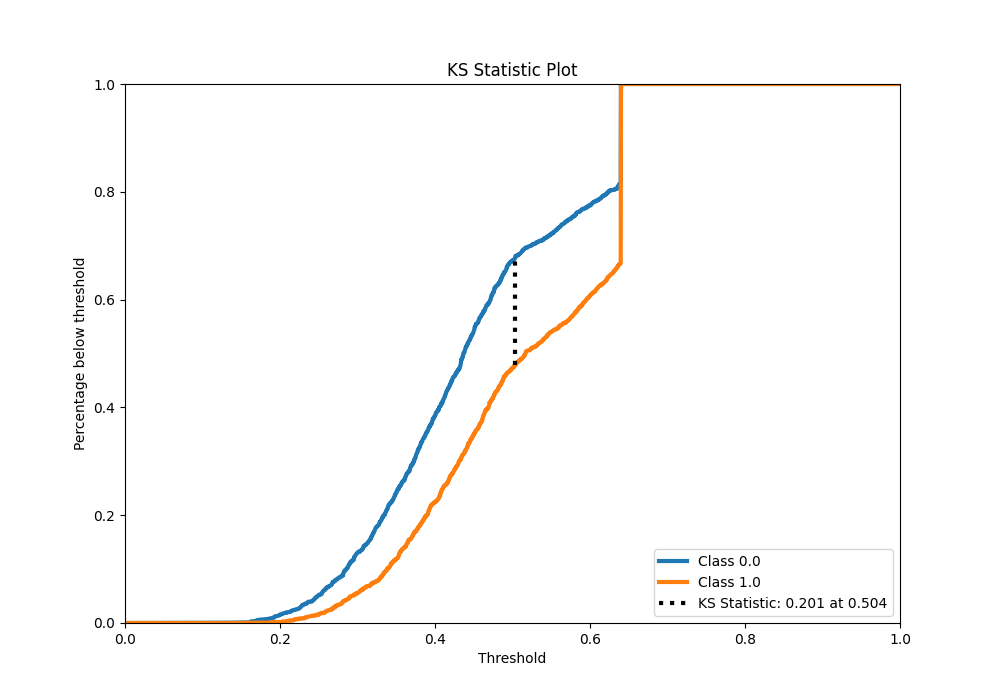 KS Statistic Plot
1.0
0.8
0.6
0.4
0.2
0.0
Percentage below threshold
0.0 0.2 0.4 0.6 0.8 1.0
Threshold
Class 0.0
Class 1.0
KS Statistic: 0.201 at 0.504